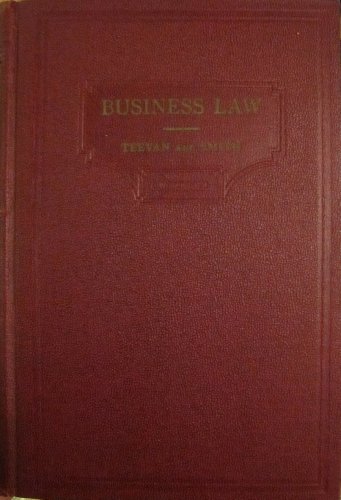 BUSINESS LAW
TEEVAN AND SMITH